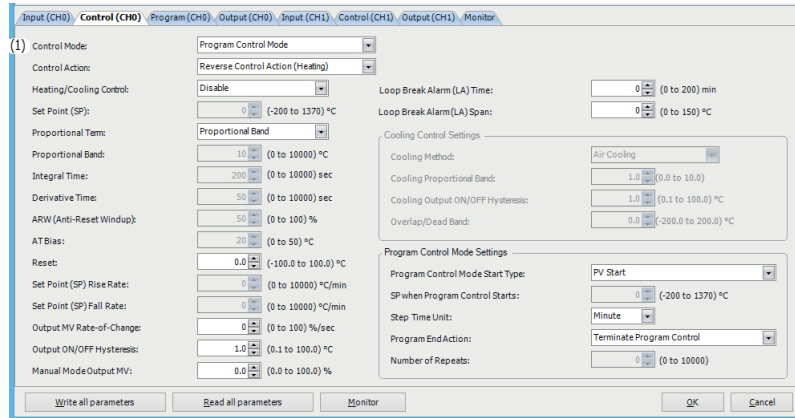 Input (CH0) Control (CH0) Program (CH0) Output (CH0) Input (CH1) Control (CH1) Output (CH1) Monitor
(1) Control Mode: Program Control Mode
Control Action: Reverse Control Action (Heating)
Heating/Cooling Control: Disable
Set Point (SP): 0 (-200 to 1370) °C
Proportional Term: Proportional Band
Proportional Band: 10 (0 to 10000) °C
Integral Time: 200 (0 to 10000) sec
Derivative Time: 50 (0 to 10000) sec
ARW (Anti-Reset Windup): 50 (0 to 100) %
AT Bias: 20 (0 to 50) °C
Reset: 0.0 (-100.0 to 100.0) °C
Set Point (SP) Rise Rate: 0 (0 to 10000) °C/min
Set Point (SP) Fall Rate: 0 (0 to 10000) °C/min
Output MV Rate-of-Change: 0 (0 to 100) %/sec
Output ON/OFF Hysteresis: 1.0 (0.1 to 100.0) °C
Manual Mode Output MV: 0.0 (0.0 to 100.0) %
Loop Break Alarm (LA) Time: 0 (0 to 200) min
Loop Break Alarm (LA) Span: 0 (0 to 150) °C
Cooling Control Settings
Cooling Method: Air Cooling
Cooling Proportional Band: 1.0 (0.0 to 10.0)
Cooling Output ON/OFF Hysteresis: 1.0 (0.1 to 100.0) °C
Overlap/Dead Band: 0.0 (-200.0 to 200.0) °C
Program Control Mode Settings
Program Control Mode Start Type: PV Start
SP when Program Control Starts: 0 (-200 to 1370) °C
Step Time Unit: Minute
Program End Action: Terminate Program Control
Number of Repeats: 0 (0 to 10000)
Write all parameters Read all parameters Monitor OK Cancel